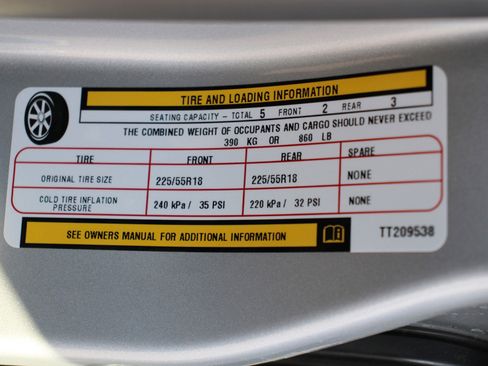 TIRE AND LOADING INFORMATION
SEATING CAPACITY - TOTAL 5 FRONT 2 REAR 3
THE COMBINED WEIGHT OF OCCUPANTS AND CARGO SHOULD NEVER EXCEED
390 KG OR 860 LB
TIRE FRONT REAR SPARE
ORIGINAL TIRE SIZE 225/55R18 225/55R18 NONE
COLD TIRE INFLATION PRESSURE 240 kPa / 35 PSI 220 kPa / 32 PSI NONE
SEE OWNERS MANUAL FOR ADDITIONAL INFORMATION TT209538